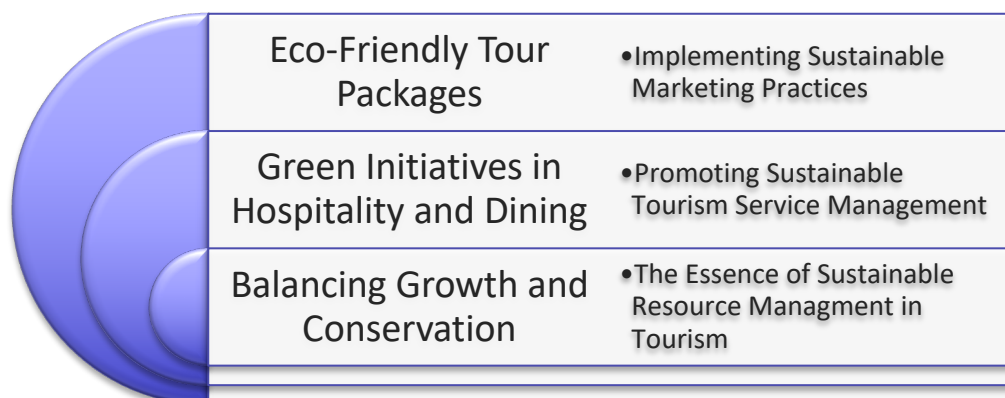 Eco-Friendly Tour
Packages
•Implementing Sustainable
Marketing Practices
Green Initiatives in
Hospitality and Dining
•Promoting Sustainable
Tourism Service Management
Balancing Growth and
Conservation
•The Essence of Sustainable
Resource Managment in
Tourism